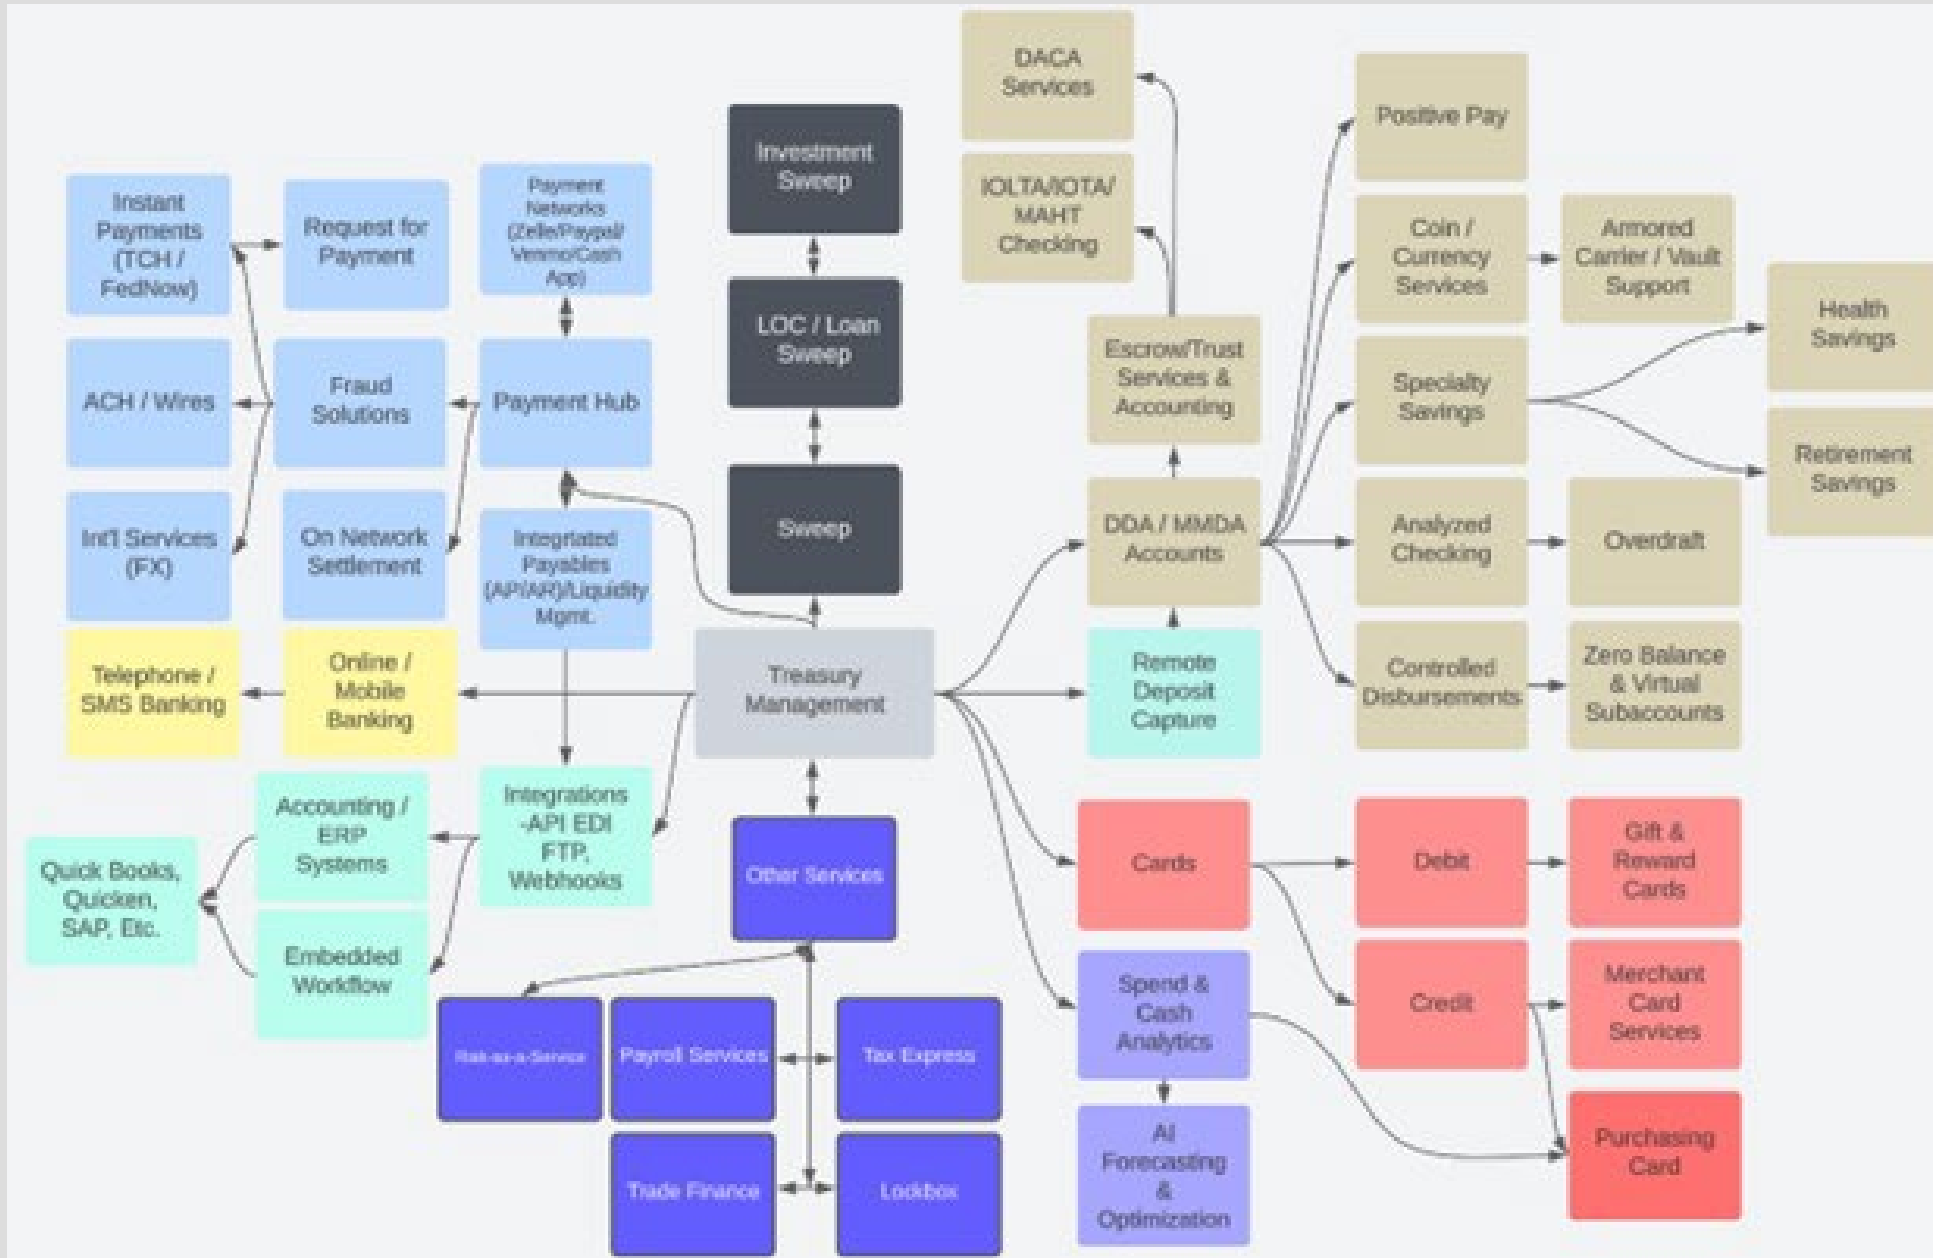 DACA
Services
Positive Pay
Investment
Sweep
Instant
Payments
(TCH /
FedNow)
Request for
Payment
Payment
Networks
(Zelle/Paypal/
Venmo/Cash
App)
IOLTA/IOTA/
MAHT
Checking
Coin /
Currency
Services
Armored
Carrier / Vault
Support
Health
Savings
LOC / Loan
Sweep
Escrow/Trust
Services &
Accounting
Specialty
Savings
ACH / Wires
Fraud
Solutions
Payment Hub
Retirement
Savings
Sweep
DDA / MMDA
Accounts
Analyzed
Checking
Overdraft
Int'l Services
(FX)
On Network
Settlement
Integrtated
Payables
(AP/AR)/Liquidity
Mgmt.
Telephone /
SMS Banking
Online /
Mobile
Banking
Treasury
Management
Remote
Deposit
Capture
Controlled
Disbursements
Zero Balance
& Virtual
Subaccounts
Quick Books,
Quicken,
SAP, Etc.
Accounting /
ERP
Systems
Integrations
-API EDI
FTP,
Webhooks
Other Services
Cards
Debit
Gift &
Reward
Cards
Embedded
Workflow
Spend &
Cash
Analytics
Credit
Merchant
Card
Services
Risk-as-a-Service
Payroll Services
Tax Express
AI
Forecasting
&
Optimization
Purchasing
Card
Trade Finance
Lockbox